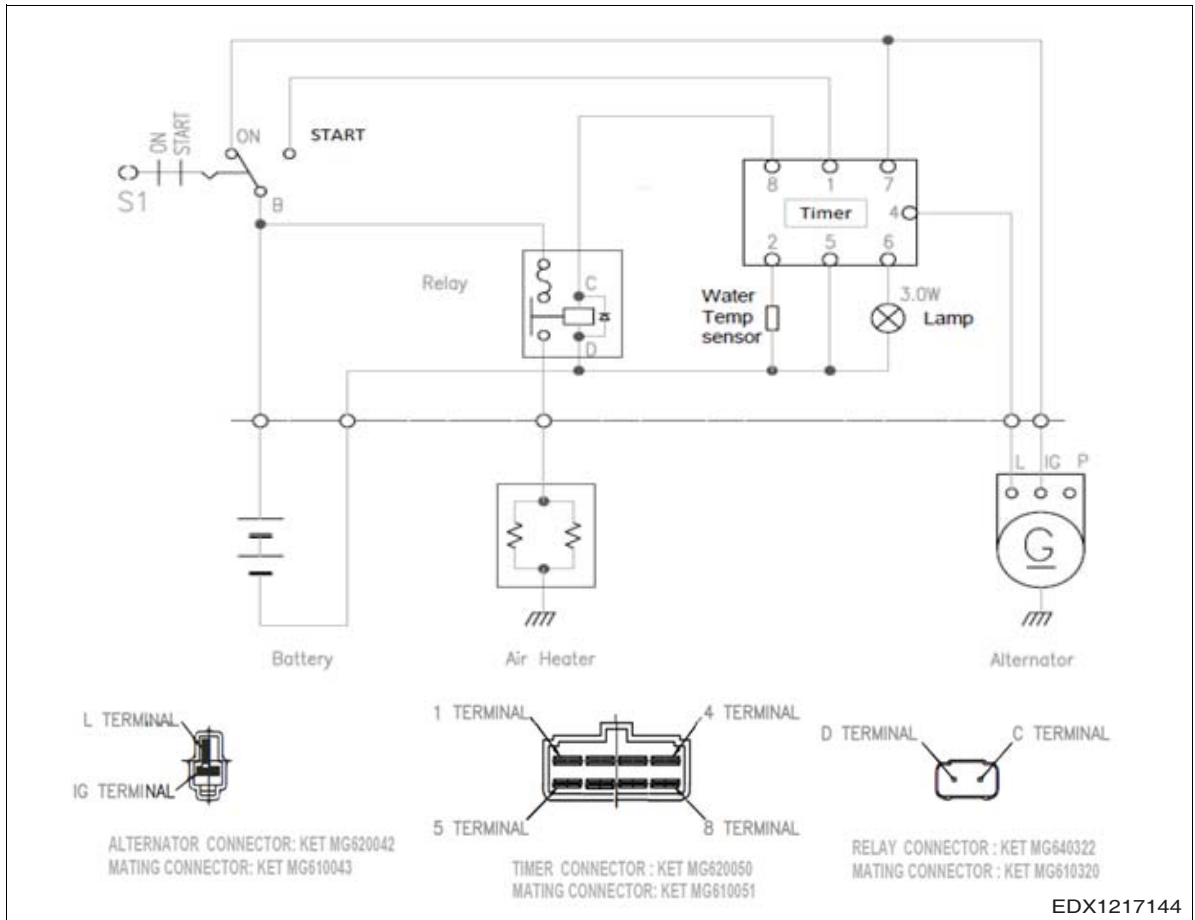 ON
START
S1
ON
START
B
Relay
C
D
8 1 7
Timer
4
2 5 6
Water
Temp
sensor
3.0W
Lamp
L IG P
G
Battery
Air Heater
Alternator
L TERMINAL
IG TERMINAL
ALTERNATOR CONNECTOR: KET MG620042
MATING CONNECTOR: KET MG610043
1 TERMINAL
4 TERMINAL
5 TERMINAL
8 TERMINAL
TIMER CONNECTOR : KET MG620050
MATING CONNECTOR: KET MG610051
D TERMINAL
C TERMINAL
RELAY CONNECTOR : KET MG640322
MATING CONNECTOR: KET MG610320
EDX1217144